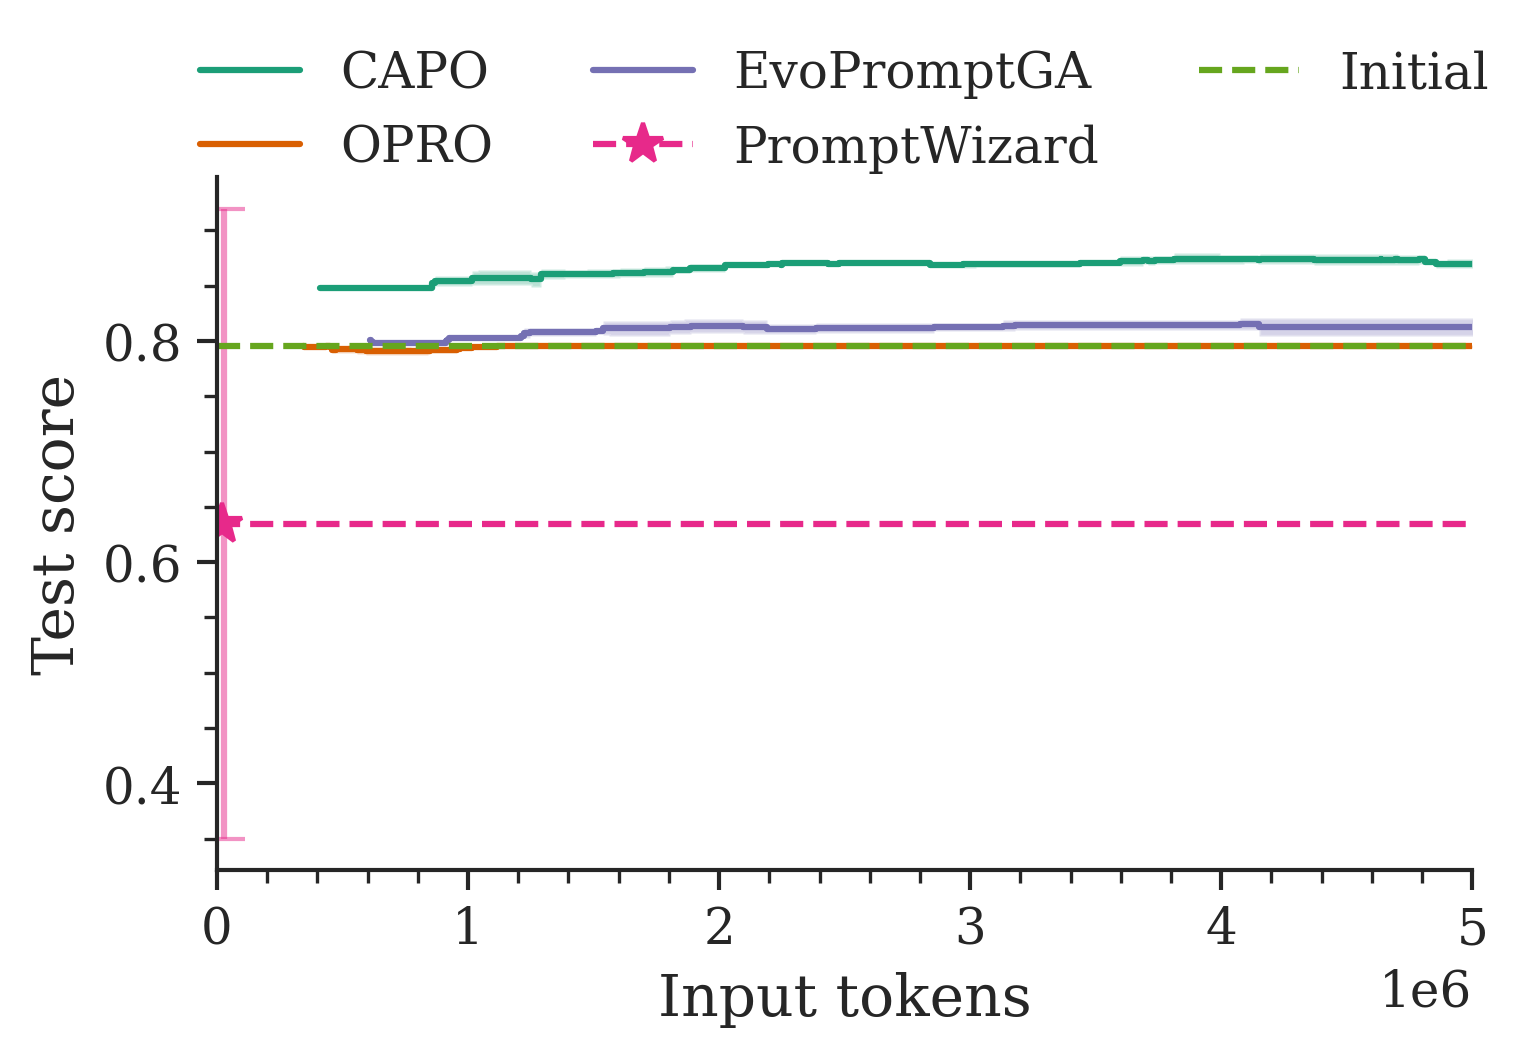 CAPO
EvoPromptGA
Initial
OPRO
PromptWizard
Test score
0.8
0.6
0.4
0 1 2 3 4 5
1e6
Input tokens